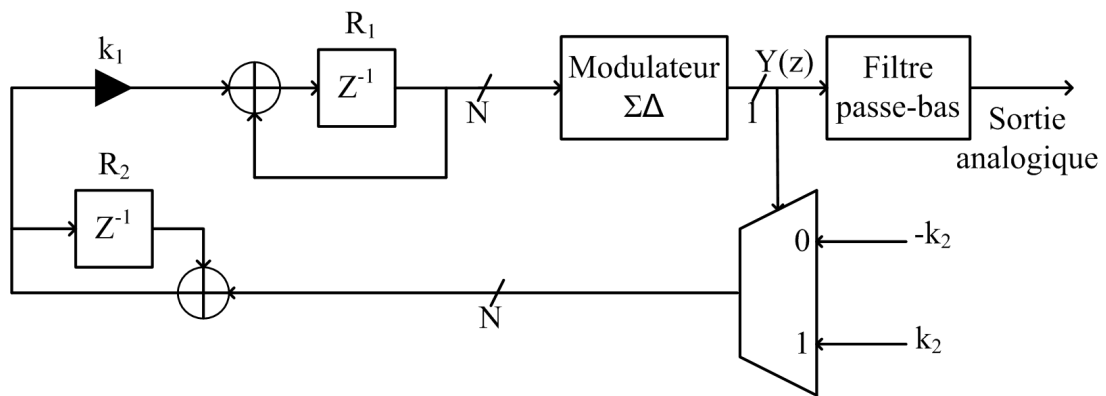 k₁
R₁
Z⁻¹
N
Modulateur
ΣΔ
Y(z)
1
Filtre
passe-bas
Sortie
analogique
R₂
Z⁻¹
N
0
-k₂
1
k₂